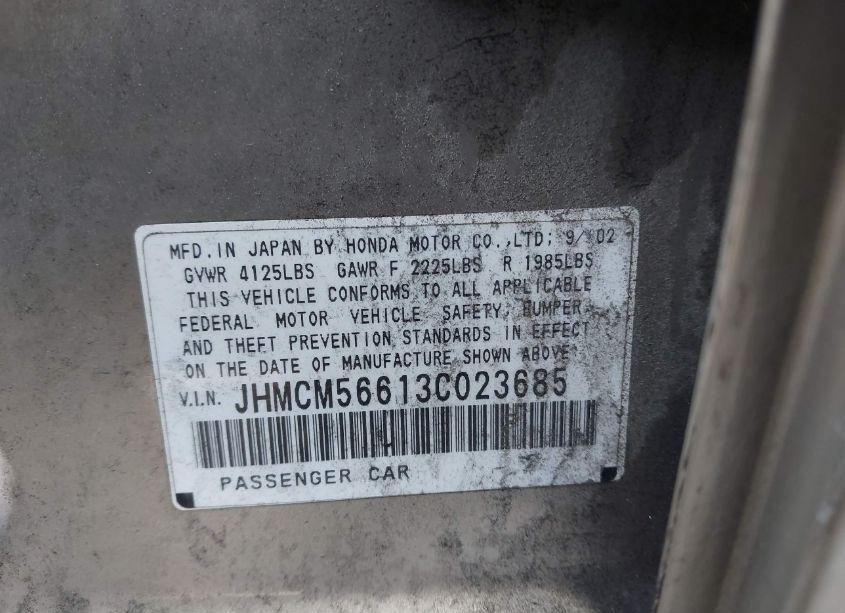 MFD. IN JAPAN BY HONDA MOTOR CO.,LTD; 9/02
GVWR 4125LBS GAWR F 2225LBS R 1985LBS
THIS VEHICLE CONFORMS TO ALL APPLICABLE
FEDERAL MOTOR VEHICLE SAFETY, BUMPER
AND THEFT PREVENTION STANDARDS IN EFFECT
ON THE DATE OF MANUFACTURE SHOWN ABOVE
V.I.N. JHMCM56613C023685
PASSENGER CAR